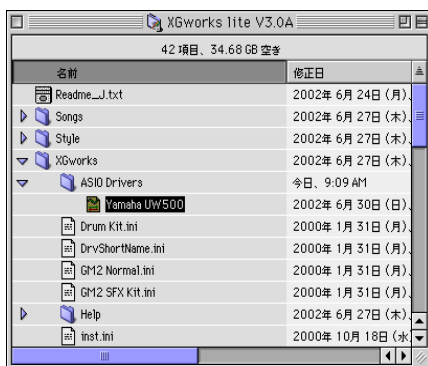 XGworks lite V3.0A
42 項目、34.68 GB 空き
名前 修正日
Readme_J.txt 2002年 6月 24日 (月)、
Songs 2002年 6月 27日 (木)、
Style 2002年 6月 27日 (木)、
XGworks 2002年 6月 27日 (木)、
ASIO Drivers 今日、9:09 AM
Yamaha UW500 2002年 6月 30日 (日)、
Drum Kit.ini 2000年 1月 31日 (月)、
DrvShortName.ini 2000年 1月 31日 (月)、
GM2 Normal.ini 2000年 1月 31日 (月)、
GM2 SFX Kit.ini 2000年 1月 31日 (月)、
Help 2002年 6月 27日 (木)、
inst.ini 2000年 10月 18日 (水